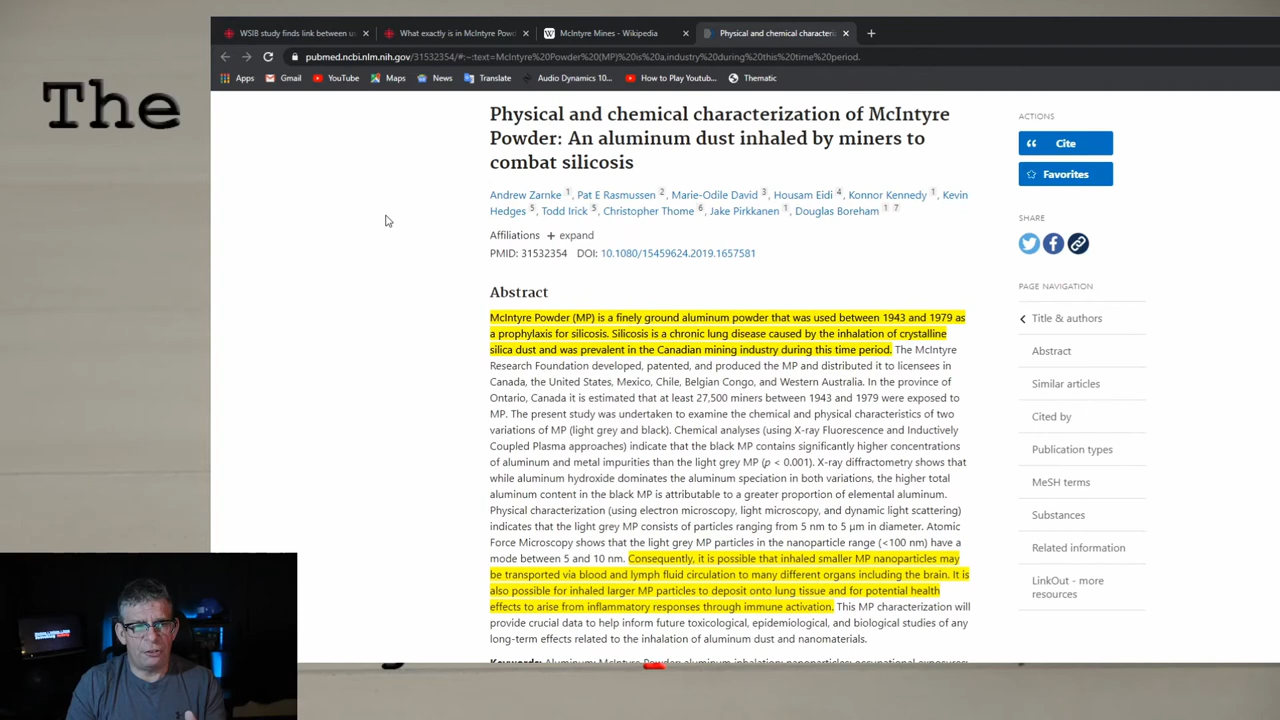 The
WSIB study finds link between u
What exactly is in McIntyre Powd
McIntyre Mines - Wikipedia
Physical and chemical characteri
pubmed.ncbi.nlm.nih.gov/31532354/#:~:text=McIntyre%20Powder%20(MP)%20is%20a,industry%20during%20this%20time%20period.
Apps Gmail YouTube Maps News Translate Audio Dynamics 10... How to Play Youtub... Thematic
Physical and chemical characterization of McIntyre
Powder: An aluminum dust inhaled by miners to
combat silicosis
Andrew Zarnke 1, Pat E Rasmussen 2, Marie-Odile David 3, Housam Eidi 4, Konnor Kennedy 1, Kevin
Hedges 5, Todd Irick 5, Christopher Thome 6, Jake Pirkkanen 1, Douglas Boreham 1 7
Affiliations + expand
PMID: 31532354 DOI: 10.1080/15459624.2019.1657581
Abstract
McIntyre Powder (MP) is a finely ground aluminum powder that was used between 1943 and 1979 as
a prophylaxis for silicosis. Silicosis is a chronic lung disease caused by the inhalation of crystalline
silica dust and was prevalent in the Canadian mining industry during this time period. The McIntyre
Research Foundation developed, patented, and produced the MP and distributed it to licensees in
Canada, the United States, Mexico, Chile, Belgian Congo, and Western Australia. In the province of
Ontario, Canada it is estimated that at least 27,500 miners between 1943 and 1979 were exposed to
MP. The present study was undertaken to examine the chemical and physical characteristics of two
variations of MP (light grey and black). Chemical analyses (using X-ray Fluorescence and Inductively
Coupled Plasma approaches) indicate that the black MP contains significantly higher concentrations
of aluminum and metal impurities than the light grey MP (p < 0.001). X-ray diffractometry shows that
while aluminum hydroxide dominates the aluminum speciation in both variations, the higher total
aluminum content in the black MP is attributable to a greater proportion of elemental aluminum.
Physical characterization (using electron microscopy, light microscopy, and dynamic light scattering)
indicates that the light grey MP consists of particles ranging from 5 nm to 5 µm in diameter. Atomic
Force Microscopy shows that the light grey MP particles in the nanoparticle range (<100 nm) have a
mode between 5 and 10 nm. Consequently, it is possible that inhaled smaller MP nanoparticles may
be transported via blood and lymph fluid circulation to many different organs including the brain. It is
also possible for inhaled larger MP particles to deposit onto lung tissue and for potential health
effects to arise from inflammatory responses through immune activation. This MP characterization will
provide crucial data to help inform future toxicological, epidemiological, and biological studies of any
long-term effects related to the inhalation of aluminum dust and nanomaterials.
Keywords: Aluminum; McIntyre Powder; aluminum inhalation; nanoparticles; occupational exposure;
ACTIONS
Cite
Favorites
SHARE
PAGE NAVIGATION
Title & authors
Abstract
Similar articles
Cited by
Publication types
MeSH terms
Substances
Related information
LinkOut - more
resources